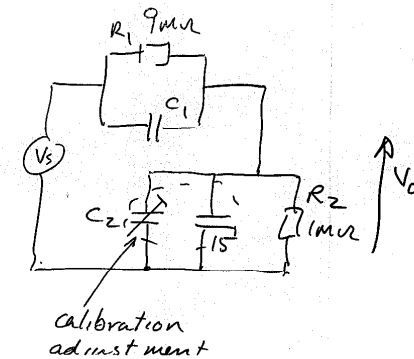 R1 9MΩ
C1
Vs
C2
15
R2
1MΩ
Vo
calibration
adjustment